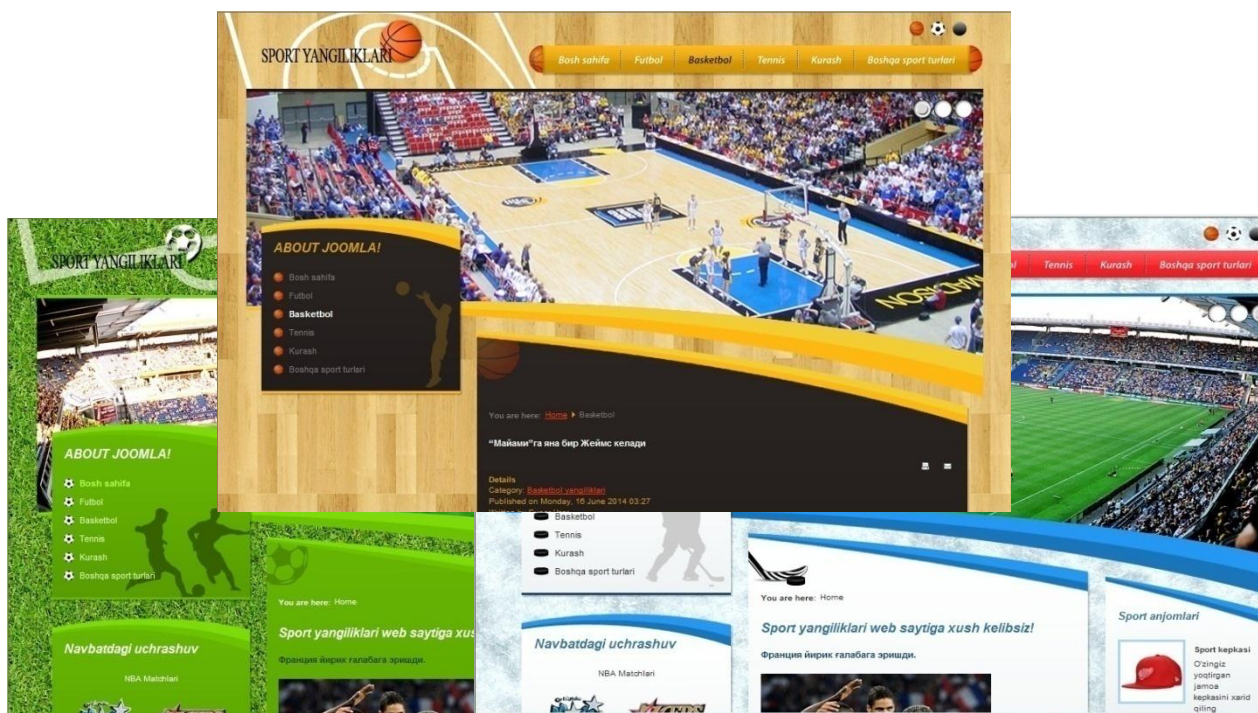 SPORT YANGILIKLARI
Bosh sahifa Futbol Basketbol Tennis Kurash Boshqa sport turlari
MADISON
ABOUT JOOMLA!
Bosh sahifa
Futbol
Basketbol
Tennis
Kurash
Boshqa sport turlari
You are here: Home Basketbol
“Майами”га яна бир Жеймс келади
Details
Category: Basketbol yangiliklari
Published on Monday, 16 June 2014 03:27
SPORT YANGILIKLARI
ABOUT JOOMLA!
Bosh sahifa
Futbol
Basketbol
Tennis
Kurash
Boshqa sport turlari
You are here: Home
Navbatdagi uchrashuv
NBA Matchlari
Sport yangiliklari web saytiga xus
Франция йирик ғалабага эришди.
Tennis Kurash Boshqa sport turlari
Basketbol
Tennis
Kurash
Boshqa sport turlari
You are here: Home
Navbatdagi uchrashuv
NBA Matchlari
Sport yangiliklari web saytiga xush kelibsiz!
Франция йирик ғалабага эришди.
Sport anjomlari
Sport kepkasi
O'zingiz
yoqtirgan
jamoa
kepkasini xarid
qiling